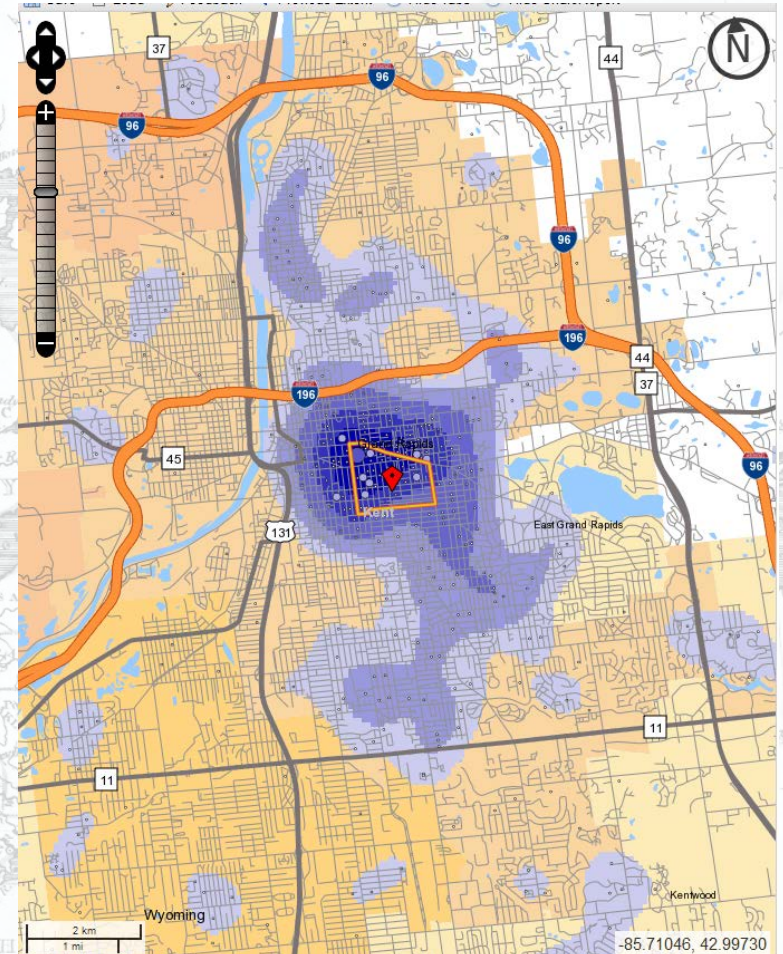 37
44
N
96
96
96
196
44
37
196
Grand Rapids
45
96
Kent
East Grand Rapids
131
11
11
Kentwood
Wyoming
2 km
1 mi
-85.71046, 42.99730